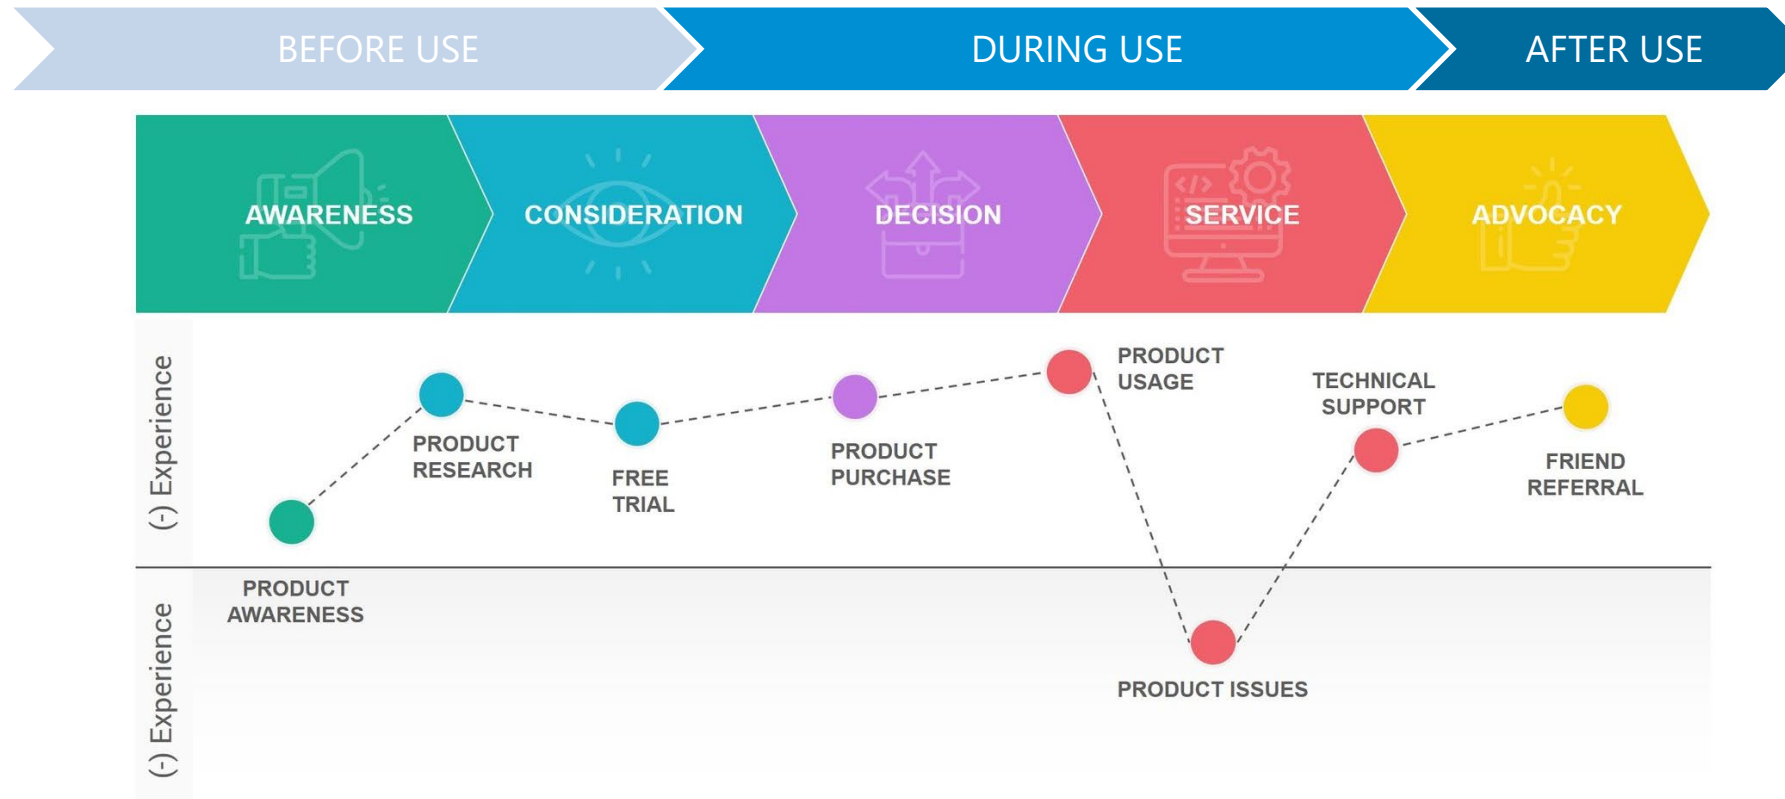 BEFORE USE
DURING USE
AFTER USE
AWARENESS
CONSIDERATION
DECISION
SERVICE
ADVOCACY
(-) Experience
PRODUCT
AWARENESS
PRODUCT
RESEARCH
FREE
TRIAL
PRODUCT
PURCHASE
PRODUCT
USAGE
TECHNICAL
SUPPORT
FRIEND
REFERRAL
(-) Experience
PRODUCT ISSUES